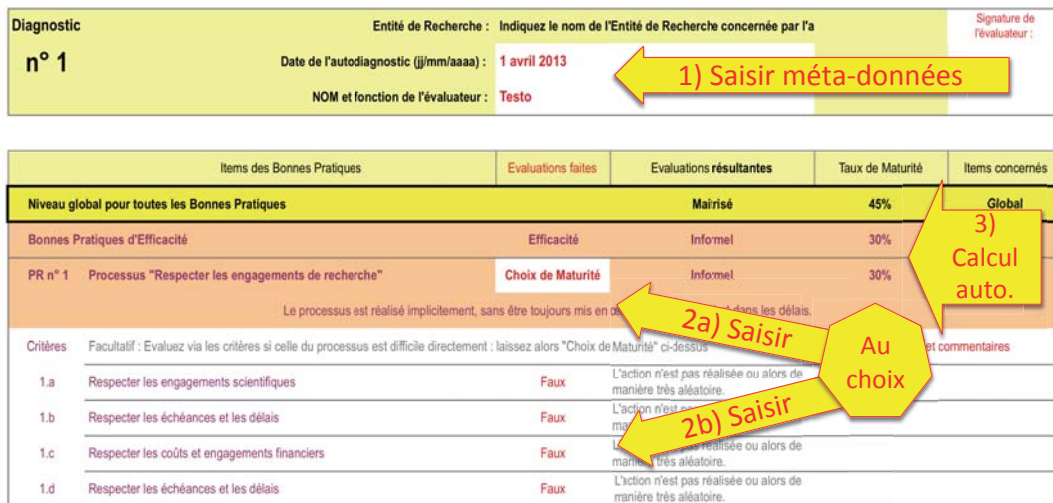 Diagnostic
n° 1
Entité de Recherche : Indiquez le nom de l'Entité de Recherche concernée par l'a
Date de l'autodiagnostic (jj/mm/aaaa) : 1 avril 2013
NOM et fonction de l'évaluateur : Testo
Signature de
l'évaluateur :
1) Saisir méta-données
Items des Bonnes Pratiques Evaluations faites Evaluations résultantes Taux de Maturité Items concernés
Niveau global pour toutes les Bonnes Pratiques Maîtrisé 45% Global
Bonnes Pratiques d'Efficacité Efficacité Informel 30%
PR n° 1 Processus "Respecter les engagements de recherche" Choix de Maturité Informel 30%
Le processus est réalisé implicitement, sans être toujours mis en dans les délais.
3)
Calcul
auto.
2a) Saisir
Au
choix
2b) Saisir
Critères Facultatif : Evaluez via les critères si celle du processus est difficile directement : laissez alors "Choix de Maturité" ci-dessus et commentaires
1.a Respecter les engagements scientifiques Faux L'action n'est pas réalisée ou alors de
manière très aléatoire.
1.b Respecter les échéances et les délais Faux L'action n'est
1.c Respecter les coûts et engagements financiers Faux réalisée ou alors de
manière très aléatoire.
1.d Respecter les échéances et les délais Faux L'action n'est pas réalisée ou alors de
manière très aléatoire.